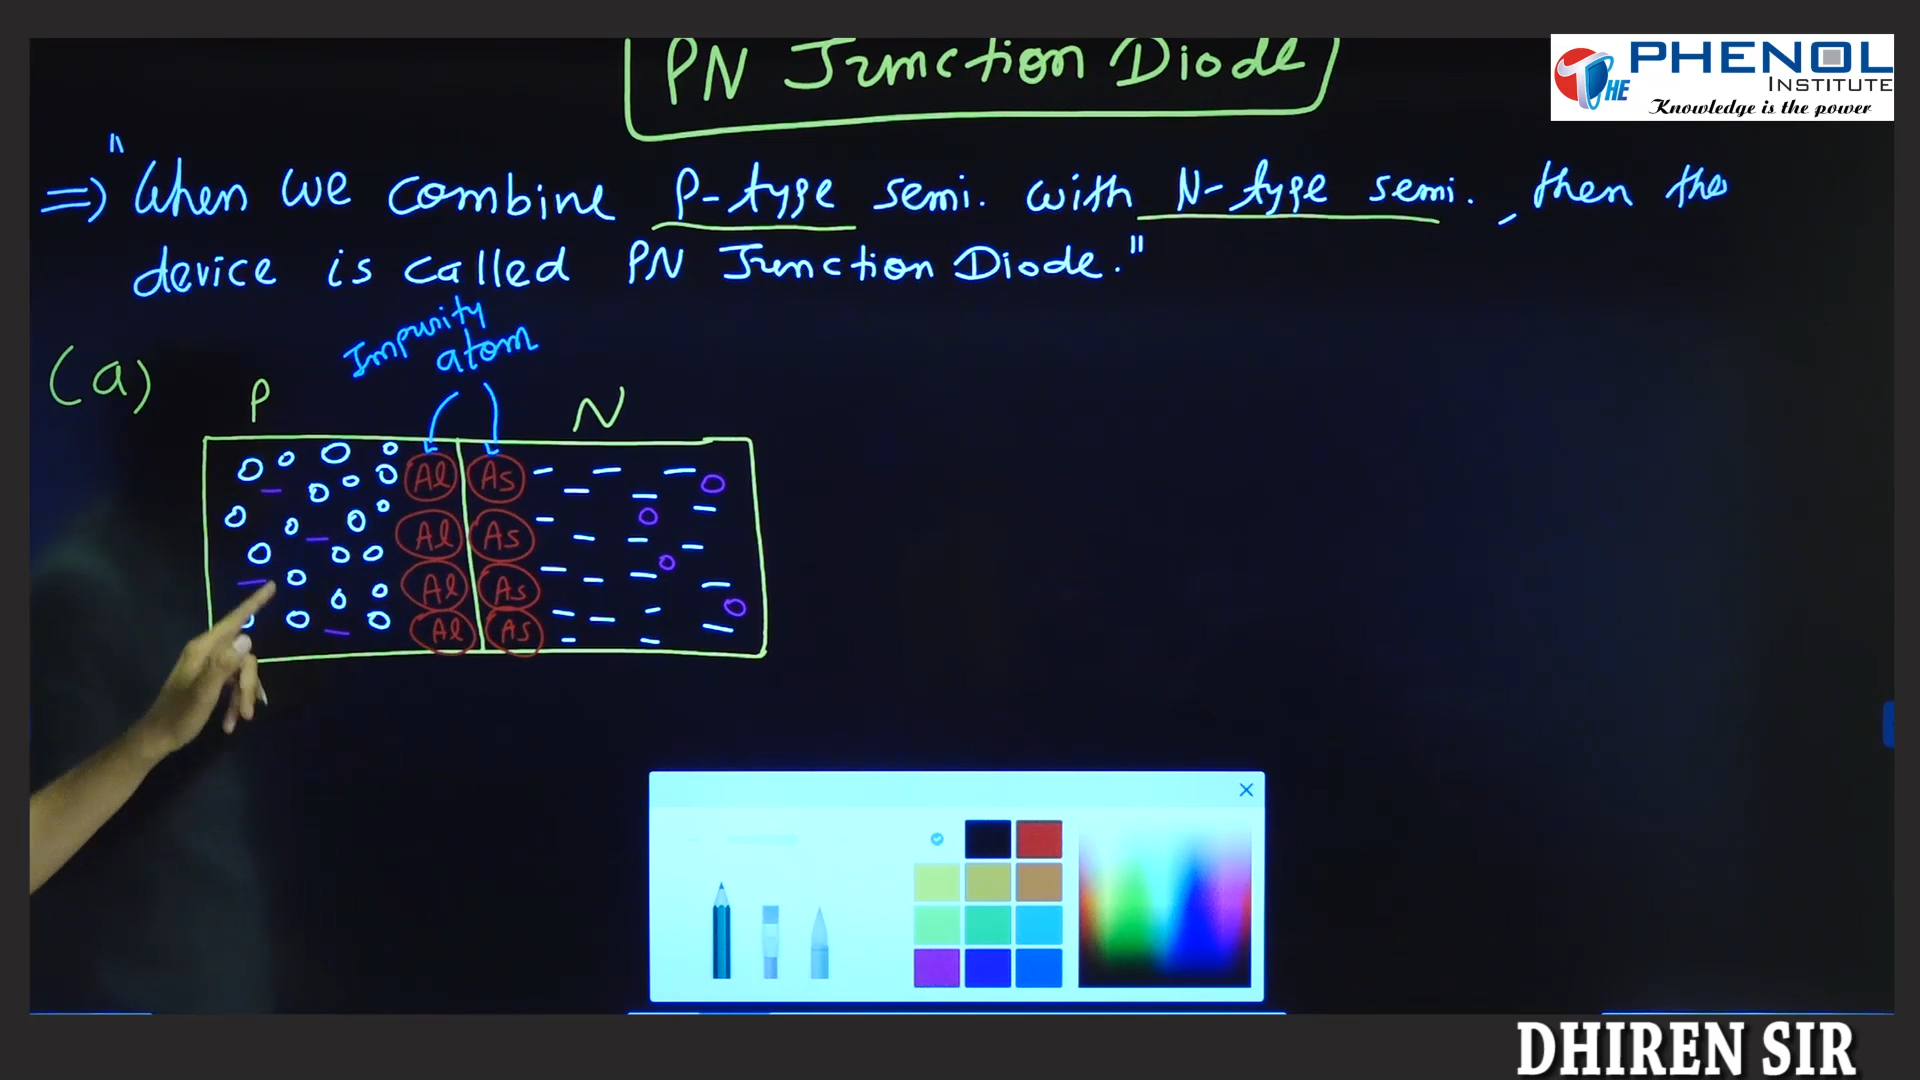 PN Junction Diode
PHENOL
THE
INSTITUTE
Knowledge is the power
=> "When we combine P-type semi. with N-type semi., then the
device is called PN Junction Diode."
Impurity
atom
(a)
P
N
Al As
Al As
Al As
Al As
DHIREN SIR